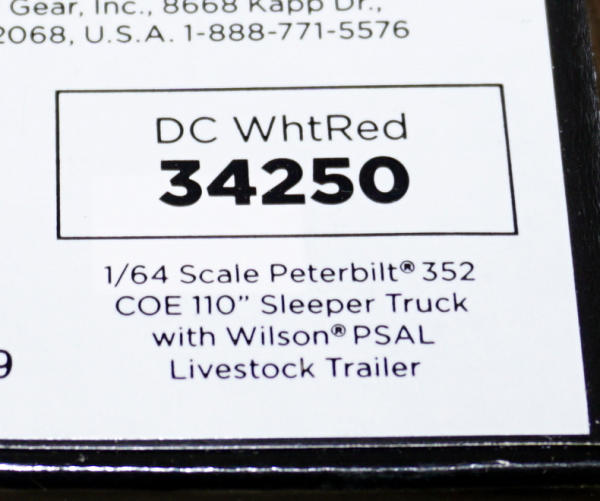 Gear, Inc., 8668 Kapp Dr.,
2068, U.S.A. 1-888-771-5576
DC WhtRed
34250
1/64 Scale Peterbilt® 352
COE 110” Sleeper Truck
with Wilson® PSAL
9 Livestock Trailer